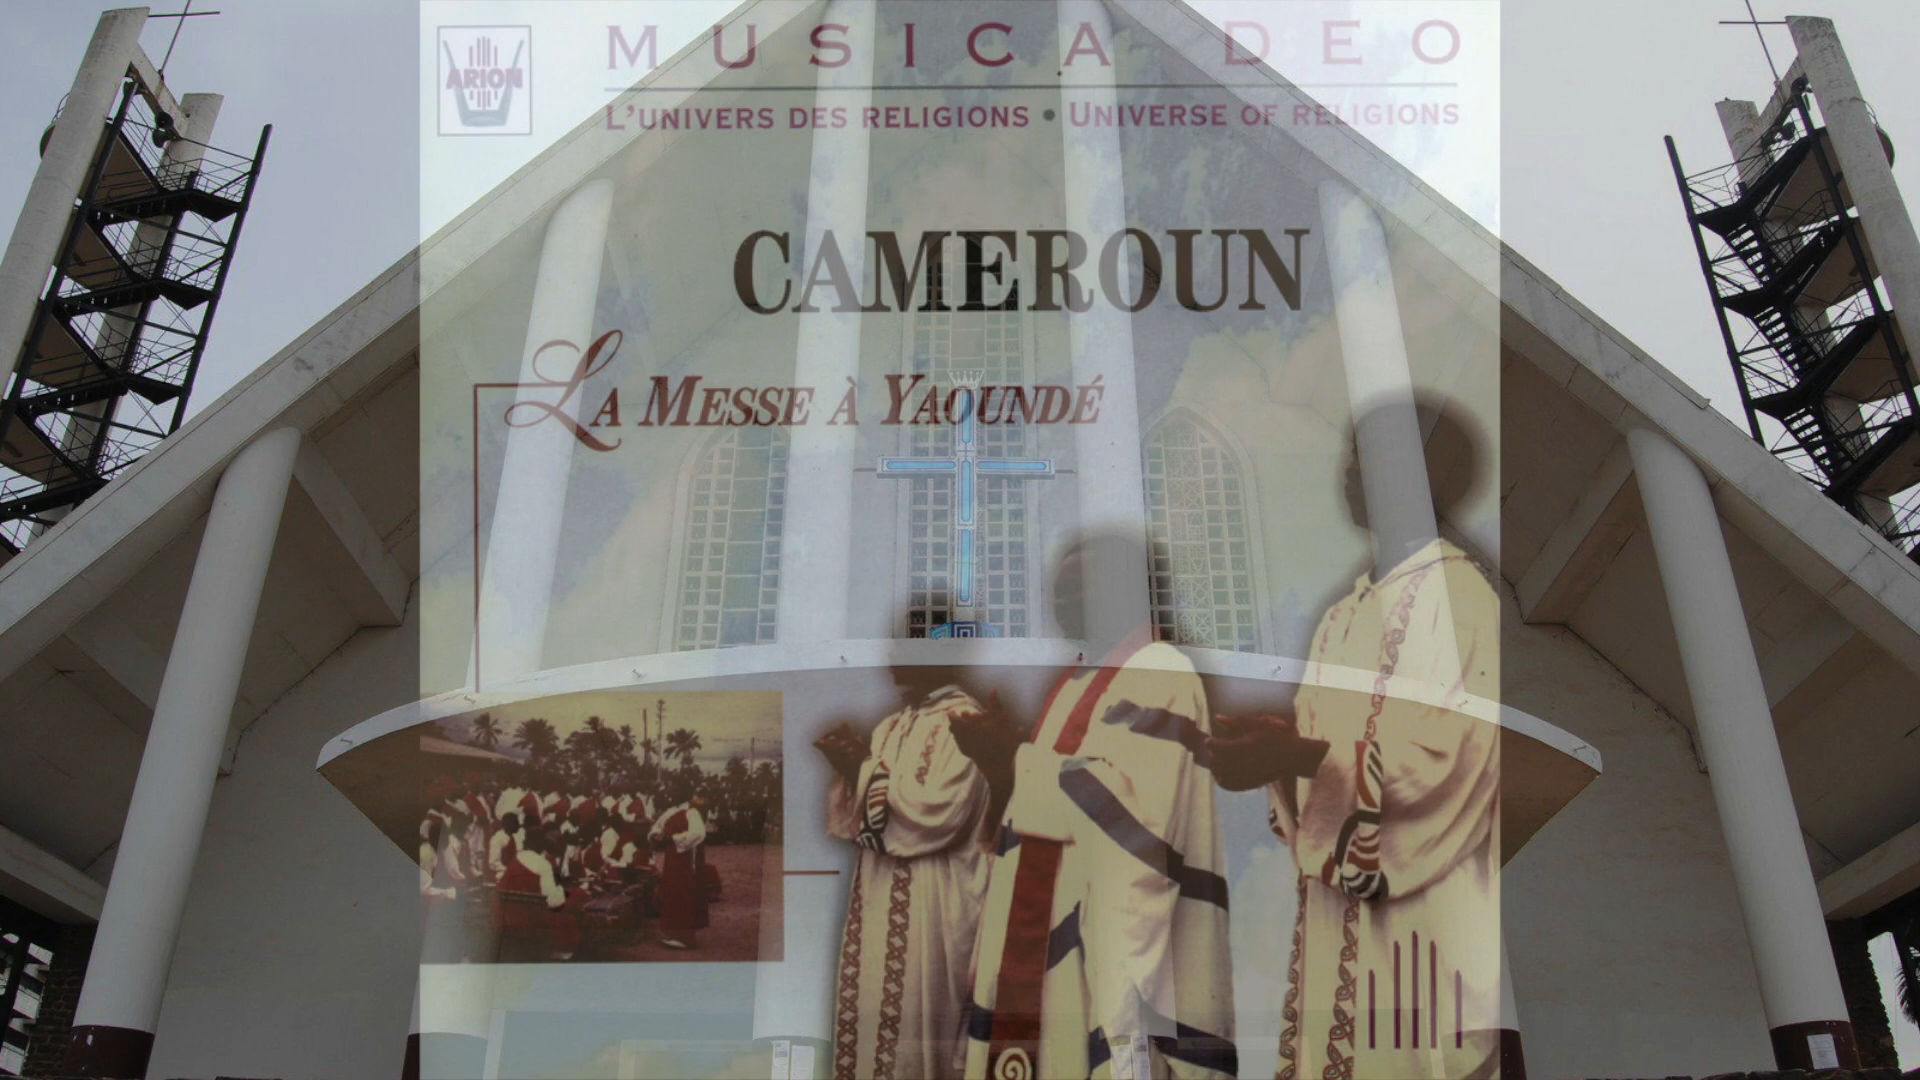 ARION
MUSICA DEO
L'UNIVERS DES RELIGIONS • UNIVERSE OF RELIGIONS
CAMEROUN
LA MESSE À YAOUNDÉ